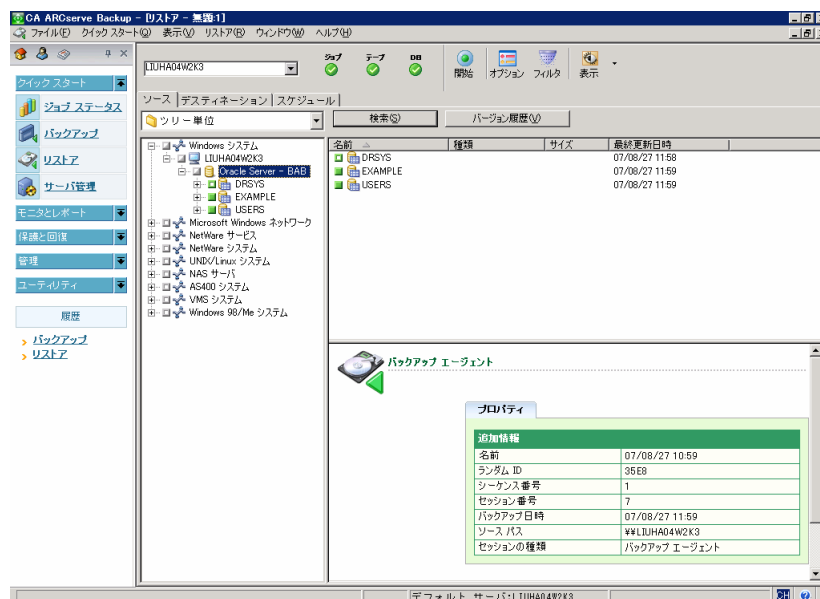 CA ARCserve Backup - [リストア - 無題:1]
ファイル(F) クイック スタート(Q) 表示(V) リストア(R) ウィンドウ(W) ヘルプ(H)
LIUHA04W2K3
ジョブ テープ DB
開始 オプション フィルタ 表示
クイック スタート
ジョブ ステータス
バックアップ
リストア
サーバ管理
モニタとレポート
保護と回復
管理
ユーティリティ
履歴
バックアップ
リストア
ソース デスティネーション スケジュール
ツリー単位
検索(S) バージョン履歴(V)
Windows システム
LIUHA04W2K3
Oracle Server - BAB
DRSYS
EXAMPLE
USERS
Microsoft Windows ネットワーク
NetWare サービス
NetWare システム
UNIX/Linux システム
NAS サーバ
AS400 システム
VMS システム
Windows 98/Me システム
名前 種類 サイズ 最終更新日時
DRSYS 07/08/27 11:58
EXAMPLE 07/08/27 11:59
USERS 07/08/27 11:59
バックアップ エージェント
プロパティ
追加情報
名前 07/08/27 10:59
ランダム ID 35E8
シーケンス番号 1
セッション番号 7
バックアップ日時 07/08/27 11:59
ソース パス ¥¥LIUHA04W2K3
セッションの種類 バックアップ エージェント
デフォルト サーバ:LIUHA04W2K3
CH